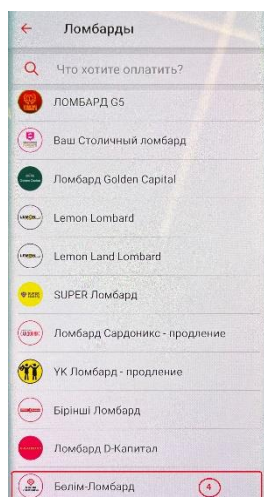 Ломбарды
Что хотите оплатить?
ЛОМБАРД G5
Ваш Столичный ломбард
Ломбард Golden Capital
Lemon Lombard
Lemon Land Lombard
SUPER Ломбард
Ломбард Сардоникс - продление
YK Ломбард - продление
Бірінші Ломбард
Ломбард D-Капитал
Бөлім-Ломбард 4